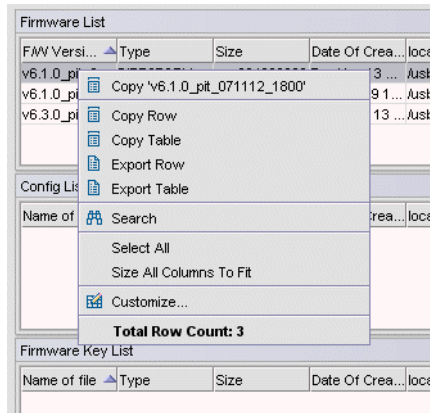 Firmware List
F/W Versi... Type Size Date Of Crea... loca
v6.1.0_pi 3 ... /usb
v6.1.0_pi 9 1 ... /usb
v6.3.0_pi 13 ... /usb
Copy 'v6.1.0_pit_071112_1800'
Copy Row
Copy Table
Export Row
Export Table
Search
Select All
Size All Columns To Fit
Customize...
Total Row Count: 3
Config Lis
Name of Crea... loca
Firmware Key List
Name of file Type Size Date Of Crea... loca